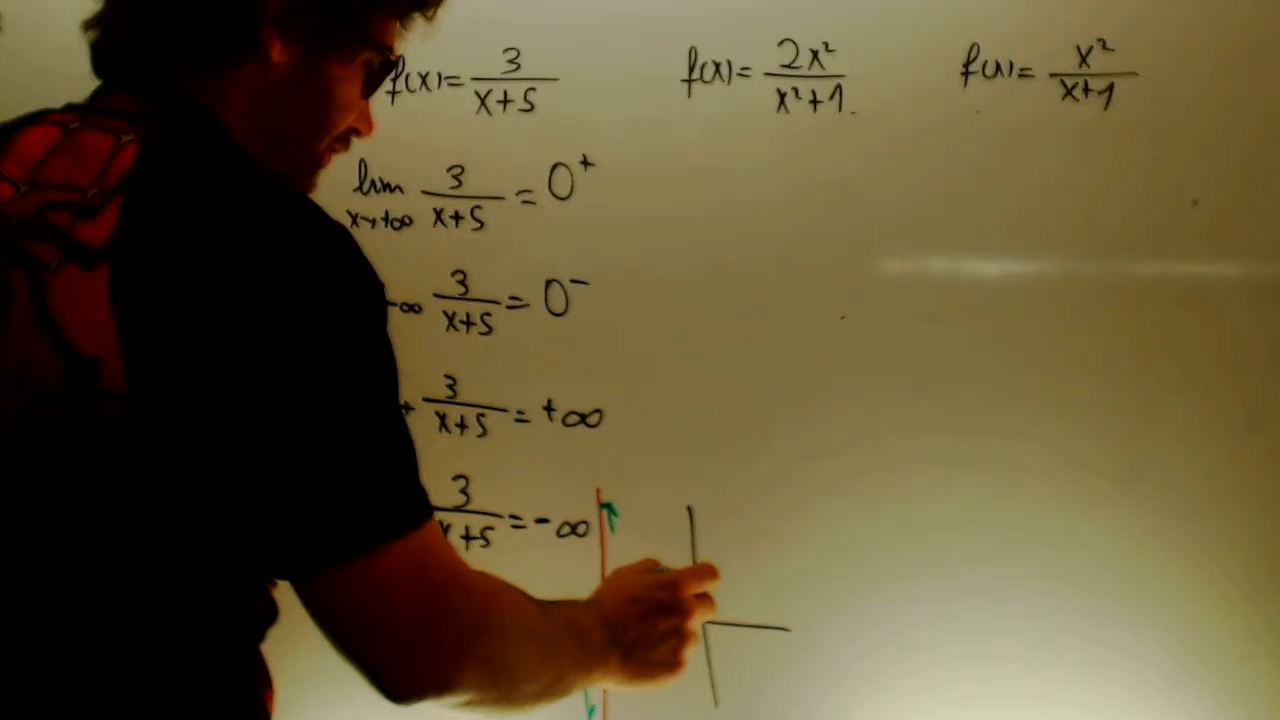 f(x) = 3/(x+5)   f(x) = 2x²/(x²+1)   f(x) = x²/(x+1)
lim x→+∞ 3/(x+5) = 0⁺
-∞ 3/(x+5) = 0⁻
+ 3/(x+5) = +∞
3/(x+5) = -∞